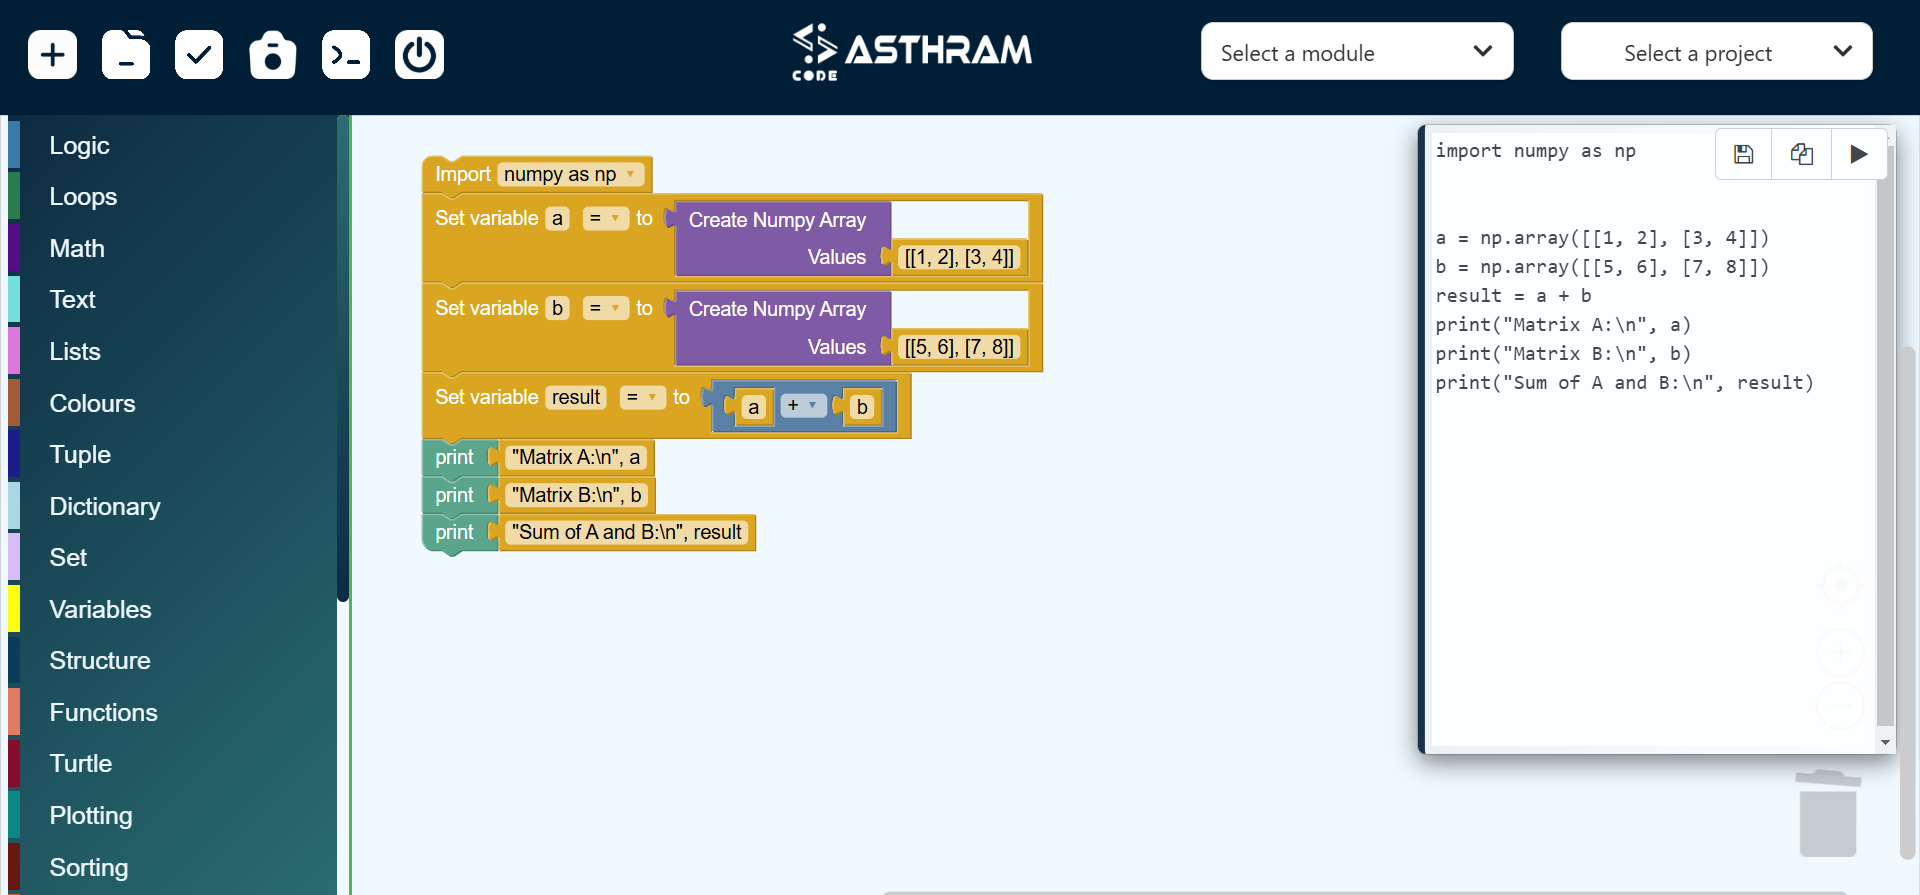 ASTHRAM
CODE
Select a module
Select a project
Logic
Loops
Math
Text
Lists
Colours
Tuple
Dictionary
Set
Variables
Structure
Functions
Turtle
Plotting
Sorting
Import numpy as np
Set variable a = to Create Numpy Array
Values [[1, 2], [3, 4]]
Set variable b = to Create Numpy Array
Values [[5, 6], [7, 8]]
Set variable result = to a + b
print "Matrix A:\n", a
print "Matrix B:\n", b
print "Sum of A and B:\n", result
import numpy as np
a = np.array([[1, 2], [3, 4]])
b = np.array([[5, 6], [7, 8]])
result = a + b
print("Matrix A:\n", a)
print("Matrix B:\n", b)
print("Sum of A and B:\n", result)